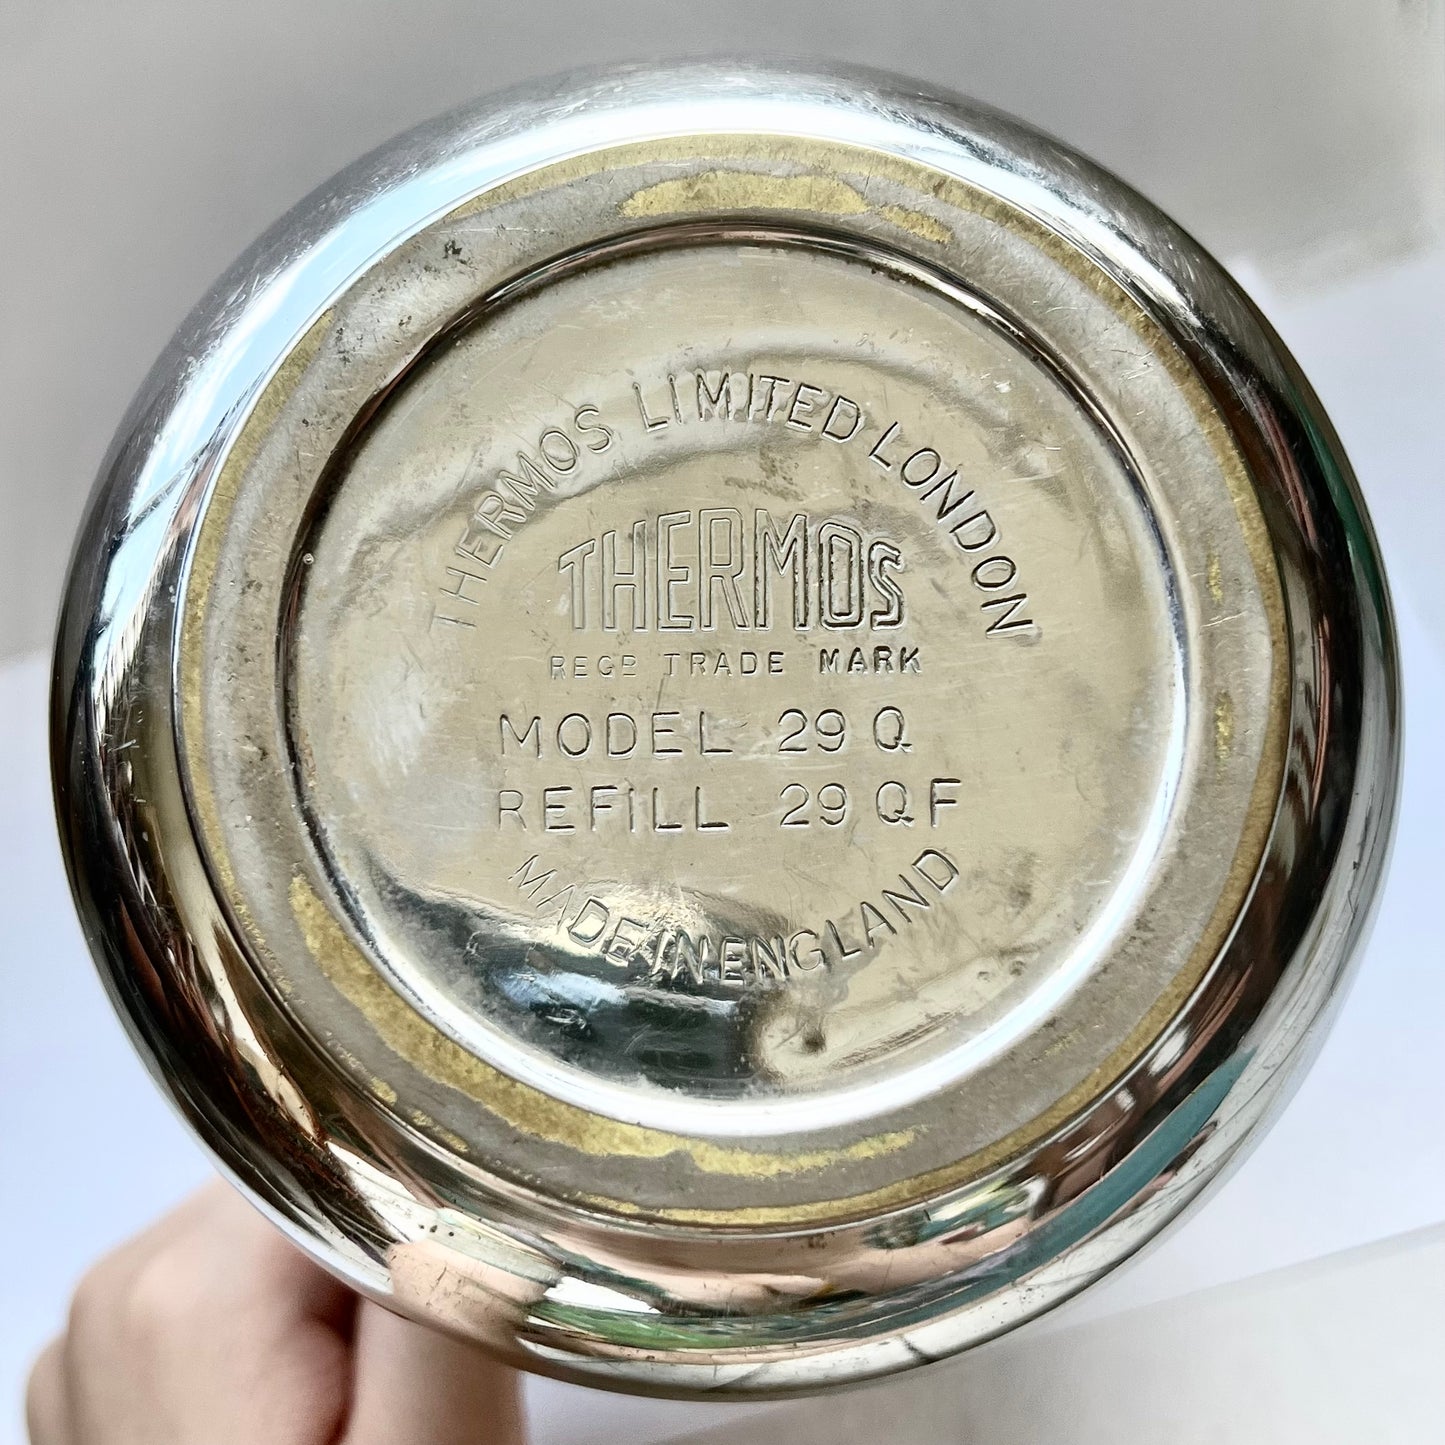 THERMOS LIMITED LONDON
THERMOS
REGD TRADE MARK
MODEL 29 Q
REFILL 29 QF
MADE IN ENGLAND